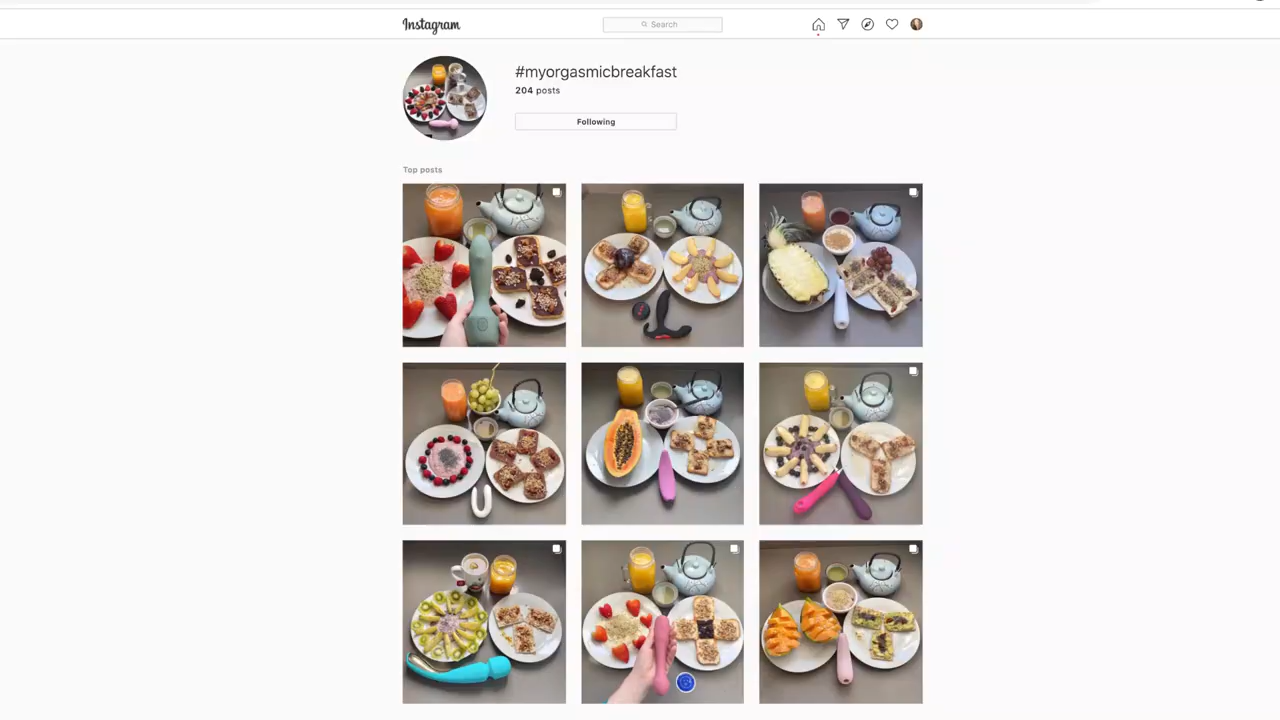 Instagram
Search
#myorgasmicbreakfast
204 posts
Following
Top posts